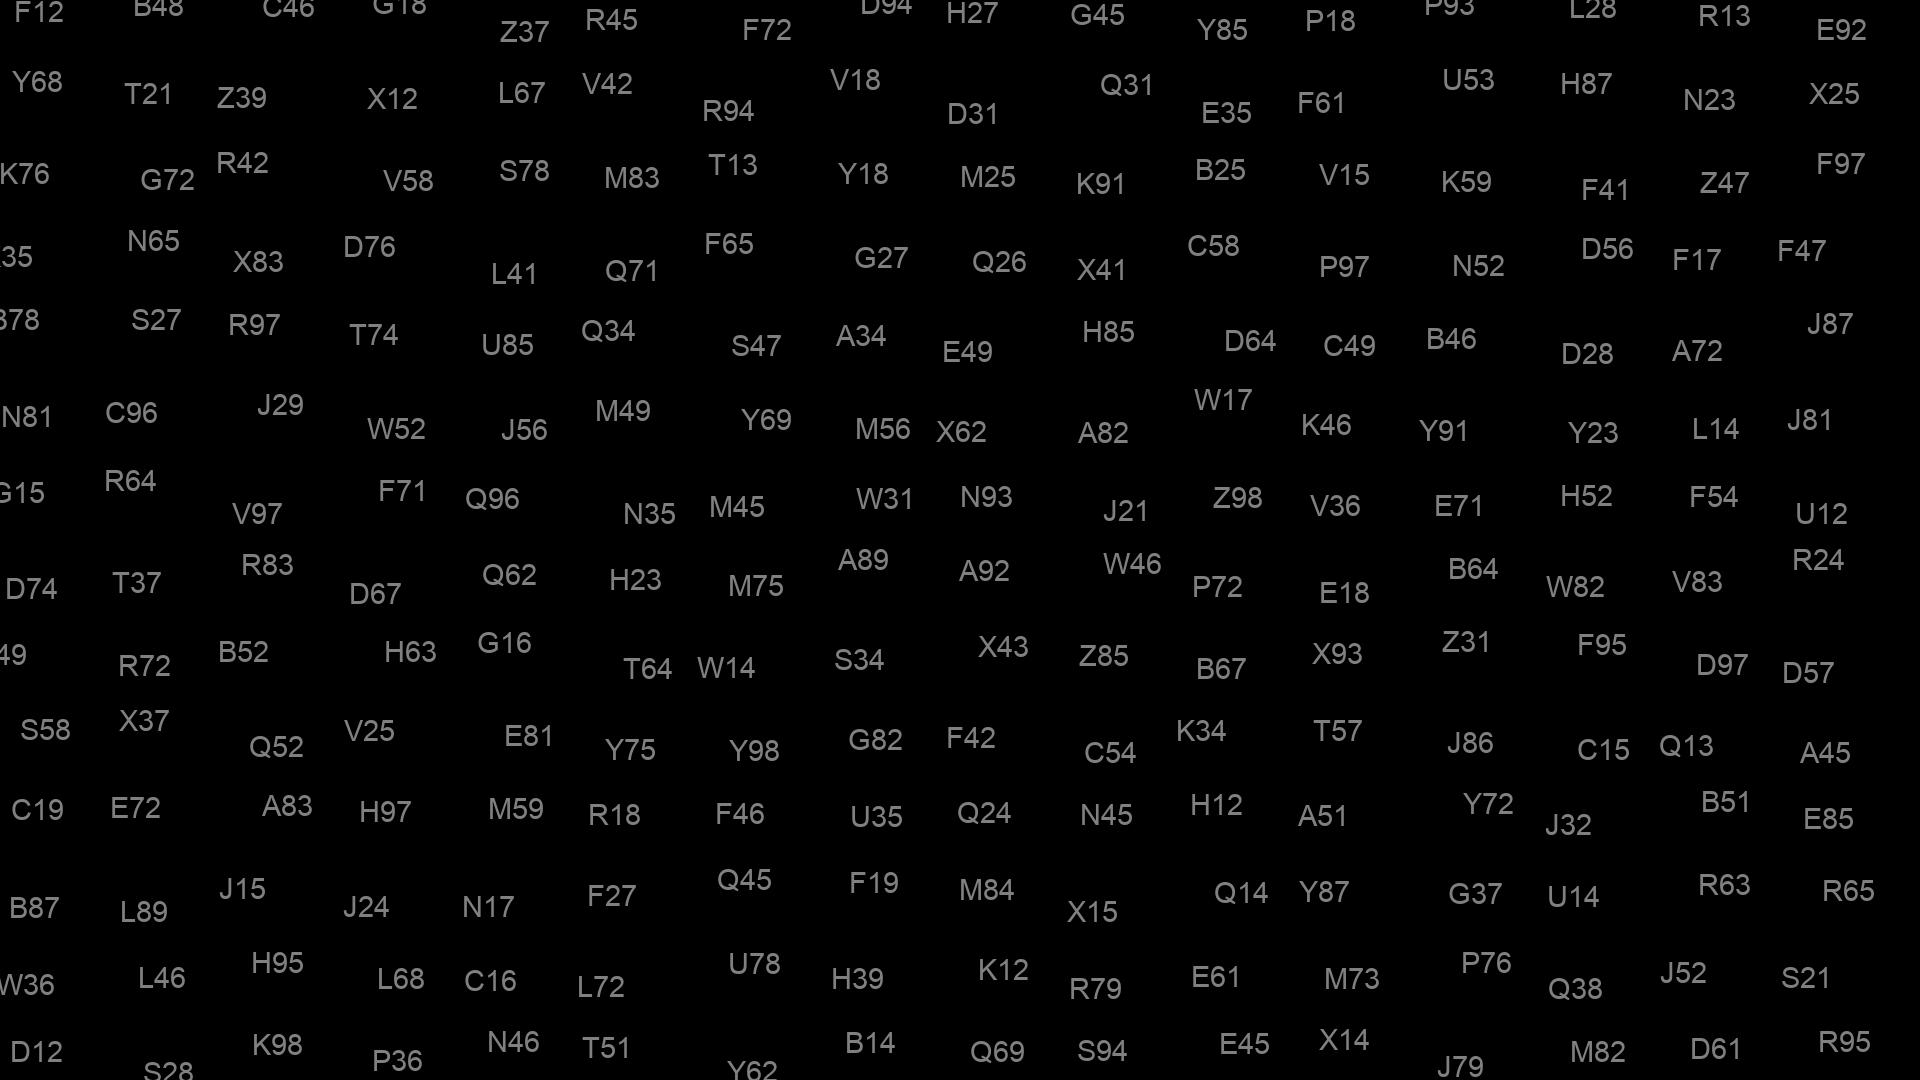 F12 B48 C46 G18 Z37 R45 F72 D94 H27 G45 Y85 P18 P93 L28 R13 E92
Y68 T21 Z39 X12 L67 V42 R94 V18 D31 Q31 E35 F61 U53 H87 N23 X25
K76 G72 R42 V58 S78 M83 T13 Y18 M25 K91 B25 V15 K59 F41 Z47 F97
35 N65 X83 D76 L41 Q71 F65 G27 Q26 X41 C58 P97 N52 D56 F17 F47
B78 S27 R97 T74 U85 Q34 S47 A34 E49 H85 D64 C49 B46 D28 A72 J87
N81 C96 J29 W52 J56 M49 Y69 M56 X62 A82 W17 K46 Y91 Y23 L14 J81
G15 R64 V97 F71 Q96 N35 M45 W31 N93 J21 Z98 V36 E71 H52 F54 U12
D74 T37 R83 D67 Q62 H23 M75 A89 A92 W46 P72 E18 B64 W82 V83 R24
49 R72 B52 H63 G16 T64 W14 S34 X43 Z85 B67 X93 Z31 F95 D97 D57
S58 X37 Q52 V25 E81 Y75 Y98 G82 F42 C54 K34 T57 J86 C15 Q13 A45
C19 E72 A83 H97 M59 R18 F46 U35 Q24 N45 H12 A51 Y72 J32 B51 E85
B87 L89 J15 J24 N17 F27 Q45 F19 M84 X15 Q14 Y87 G37 U14 R63 R65
W36 L46 H95 L68 C16 L72 U78 H39 K12 R79 E61 M73 P76 Q38 J52 S21
D12 S28 K98 P36 N46 T51 Y62 B14 Q69 S94 E45 X14 J79 M82 D61 R95